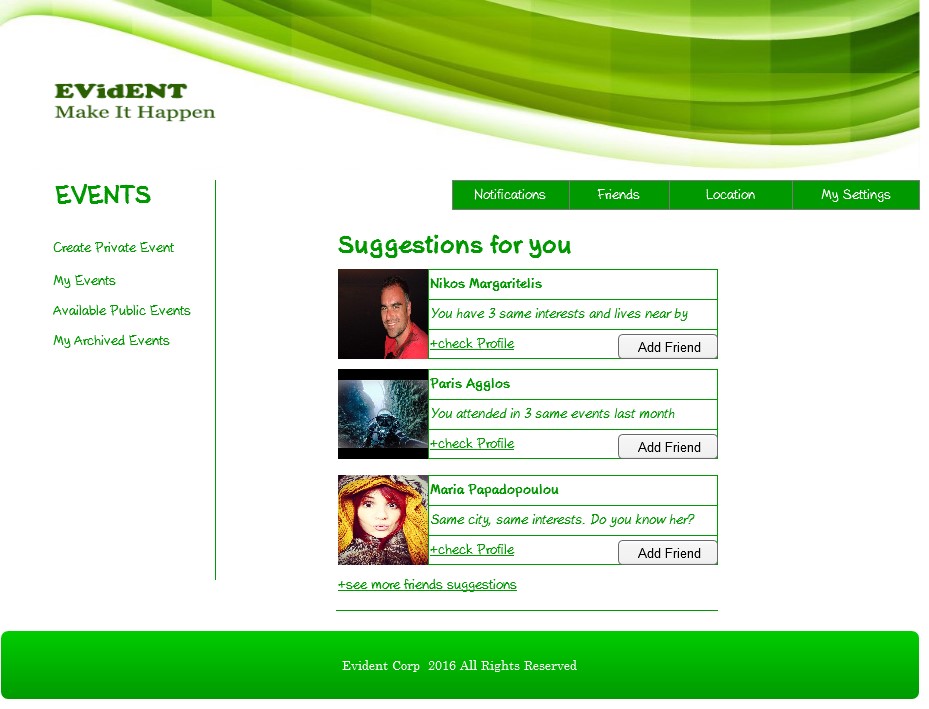 EVidENT
Make It Happen
EVENTS
Notifications Friends Location My Settings
Create Private Event
My Events
Available Public Events
My Archived Events
Suggestions for you
Nikos Margaritelis
You have 3 same interests and lives near by
+check Profile Add Friend
Paris Agglos
You attended in 3 same events last month
+check Profile Add Friend
Maria Papadopoulou
Same city, same interests. Do you know her?
+check Profile Add Friend
+see more friends suggestions
Evident Corp 2016 All Rights Reserved